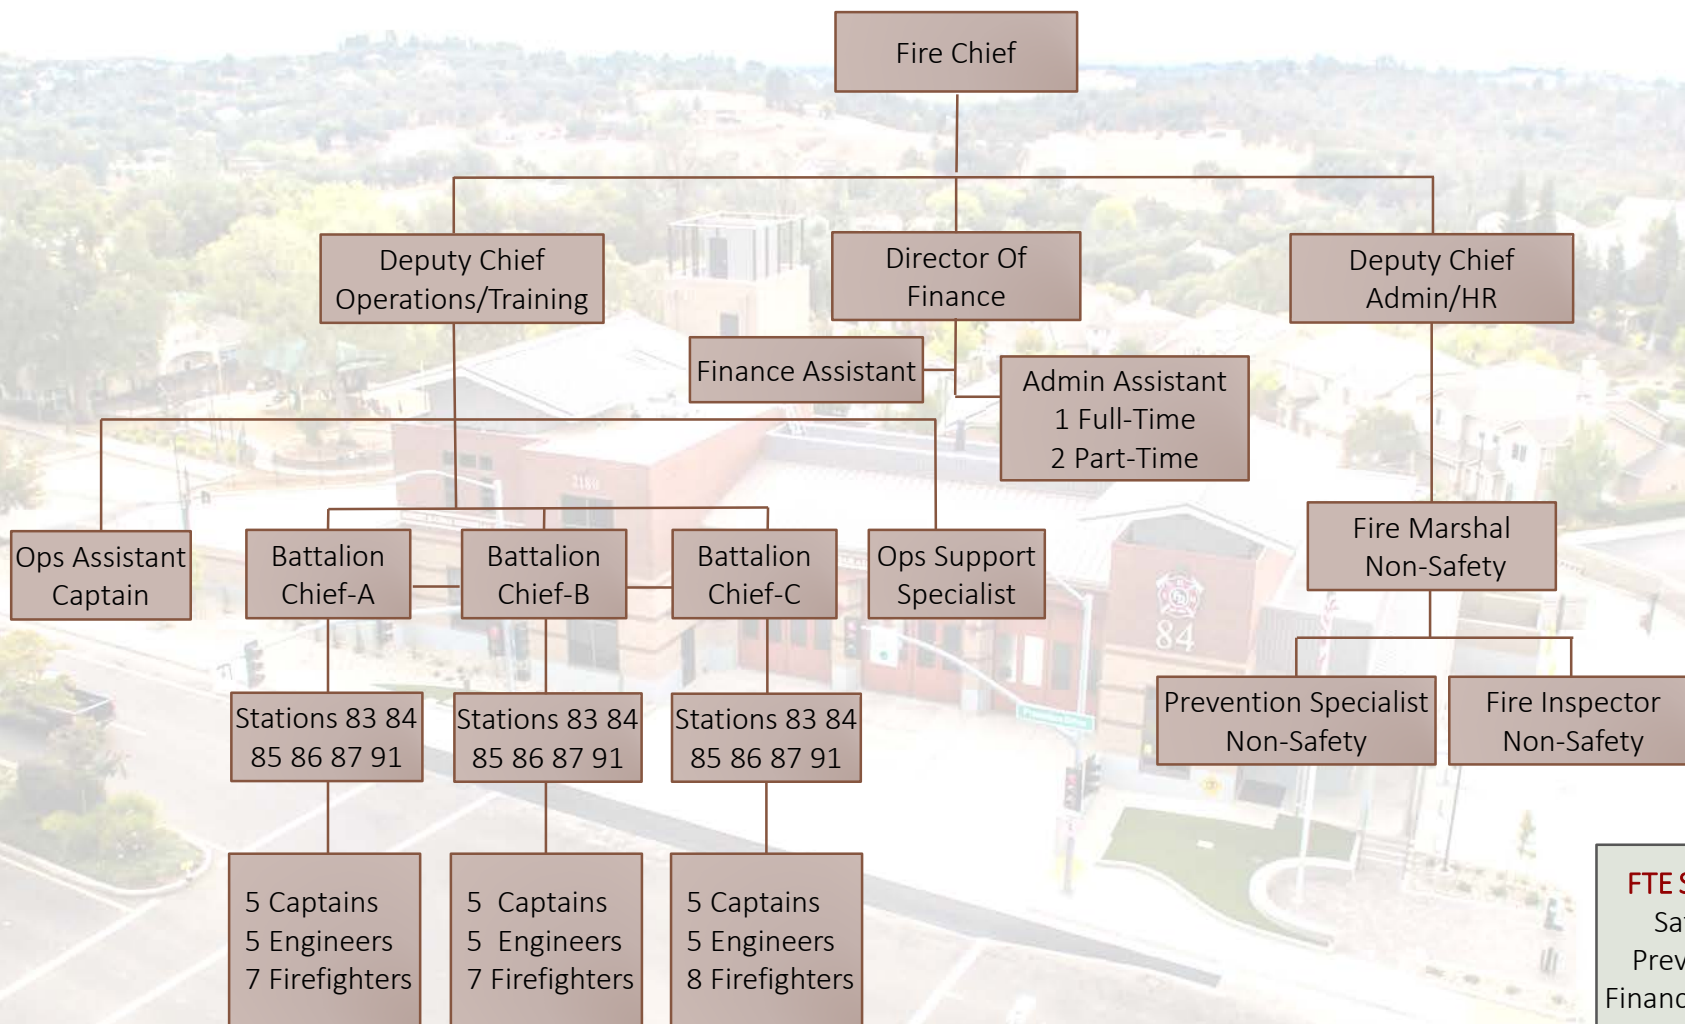 Fire Chief
Deputy Chief
Operations/Training
Director Of
Finance
Deputy Chief
Admin/HR
Finance Assistant
Admin Assistant
1 Full-Time
2 Part-Time
Ops Assistant
Captain
Battalion
Chief-A
Battalion
Chief-B
Battalion
Chief-C
Ops Support
Specialist
Fire Marshal
Non-Safety
Prevention Specialist
Non-Safety
Fire Inspector
Non-Safety
Stations 83 84
85 86 87 91
Stations 83 84
85 86 87 91
Stations 83 84
85 86 87 91
5 Captains
5 Engineers
7 Firefighters
5 Captains
5 Engineers
7 Firefighters
5 Captains
5 Engineers
8 Firefighters
FTE
2180
84